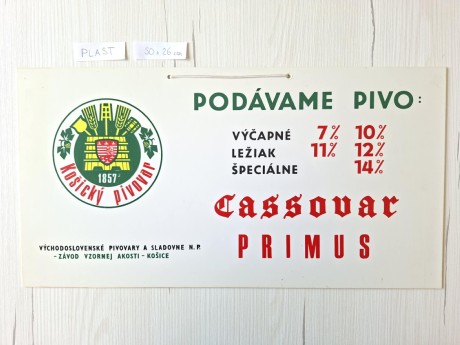 PLAST
30 x 26 cm
PODÁVAME PIVO:
VÝČAPNÉ 7% 10%
LEŽIAK 11% 12%
ŠPECIÁLNE 14%
Cassovar
PRIMUS
1857
Košický pivovar
VÝCHODOSLOVENSKÉ PIVOVARY A SLADOVNE N.P.
- ZÁVOD VZORNEJ AKOSTI - KOŠICE